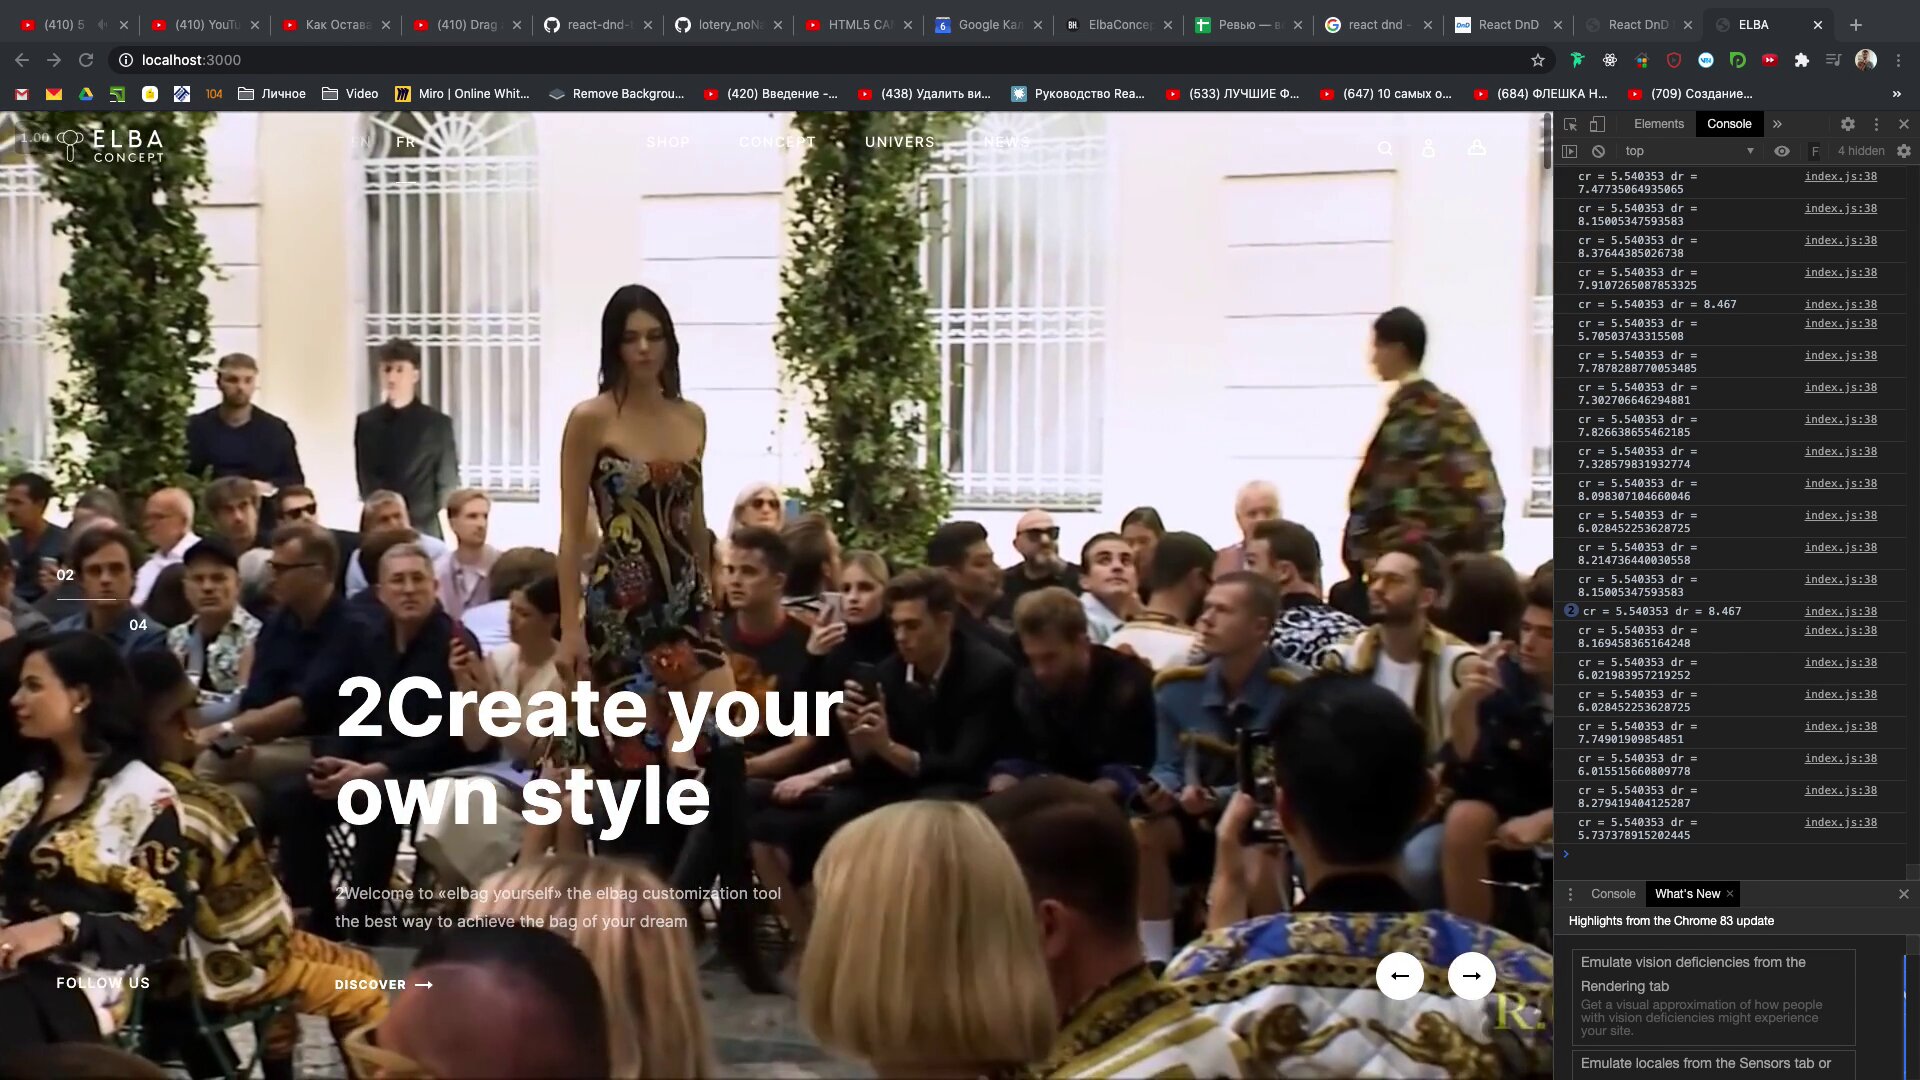 (410) 5
(410) YouTu
Как Остава
(410) Drag
react-dnd-t
lotery_noNa
HTML5 CAN
Google Кал
ElbaConcep
Ревью — в
react dnd -
React DnD
React DnD
ELBA
localhost:3000
104
Личное
Video
Miro | Online Whit...
Remove Backgrou...
(420) Введение -...
(438) Удалить ви...
Руководство Rea...
(533) ЛУЧШИЕ Ф...
(647) 10 самых о...
(684) ФЛЕШКА Н...
(709) Создание...
»
1.00
ELBA
CONCEPT
EN
FR
SHOP
CONCEPT
UNIVERS
NEWS
02
04
2Create your
own style
2Welcome to «elbag yourself» the elbag customization tool
the best way to achieve the bag of your dream
FOLLOW US
DISCOVER
Elements
Console
»
top
F
4 hidden
cr = 5.540353 dr = index.js:38
7.47735064935065
cr = 5.540353 dr = index.js:38
8.15005347593583
cr = 5.540353 dr = index.js:38
8.37644385026738
cr = 5.540353 dr = index.js:38
7.9107265087853325
cr = 5.540353 dr = 8.467 index.js:38
cr = 5.540353 dr = index.js:38
5.70503743315508
cr = 5.540353 dr = index.js:38
7.7878288770053485
cr = 5.540353 dr = index.js:38
7.302706646294881
cr = 5.540353 dr = index.js:38
7.826638655462185
cr = 5.540353 dr = index.js:38
7.328579831932774
cr = 5.540353 dr = index.js:38
8.098307104660046
cr = 5.540353 dr = index.js:38
6.028452253628725
cr = 5.540353 dr = index.js:38
8.214736440030558
cr = 5.540353 dr = index.js:38
8.15005347593583
2 cr = 5.540353 dr = 8.467 index.js:38
cr = 5.540353 dr = index.js:38
8.169458365164248
cr = 5.540353 dr = index.js:38
6.021983957219252
cr = 5.540353 dr = index.js:38
6.028452253628725
cr = 5.540353 dr = index.js:38
7.74901909854851
cr = 5.540353 dr = index.js:38
6.015515660809778
cr = 5.540353 dr = index.js:38
8.279419404125287
cr = 5.540353 dr = index.js:38
5.737378915202445
Console
What's New
Highlights from the Chrome 83 update
Emulate vision deficiencies from the
Rendering tab
Get a visual approximation of how people
with vision deficiencies might experience
your site.
Emulate locales from the Sensors tab or